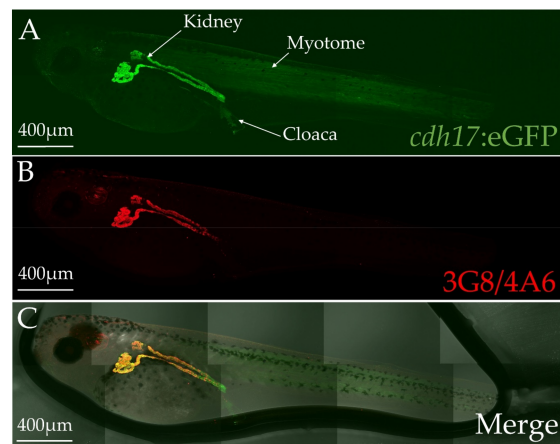 A
Kidney
Myotome
Cloaca
400µm
cdh17:eGFP
B
400µm
3G8/4A6
C
400µm
Merge